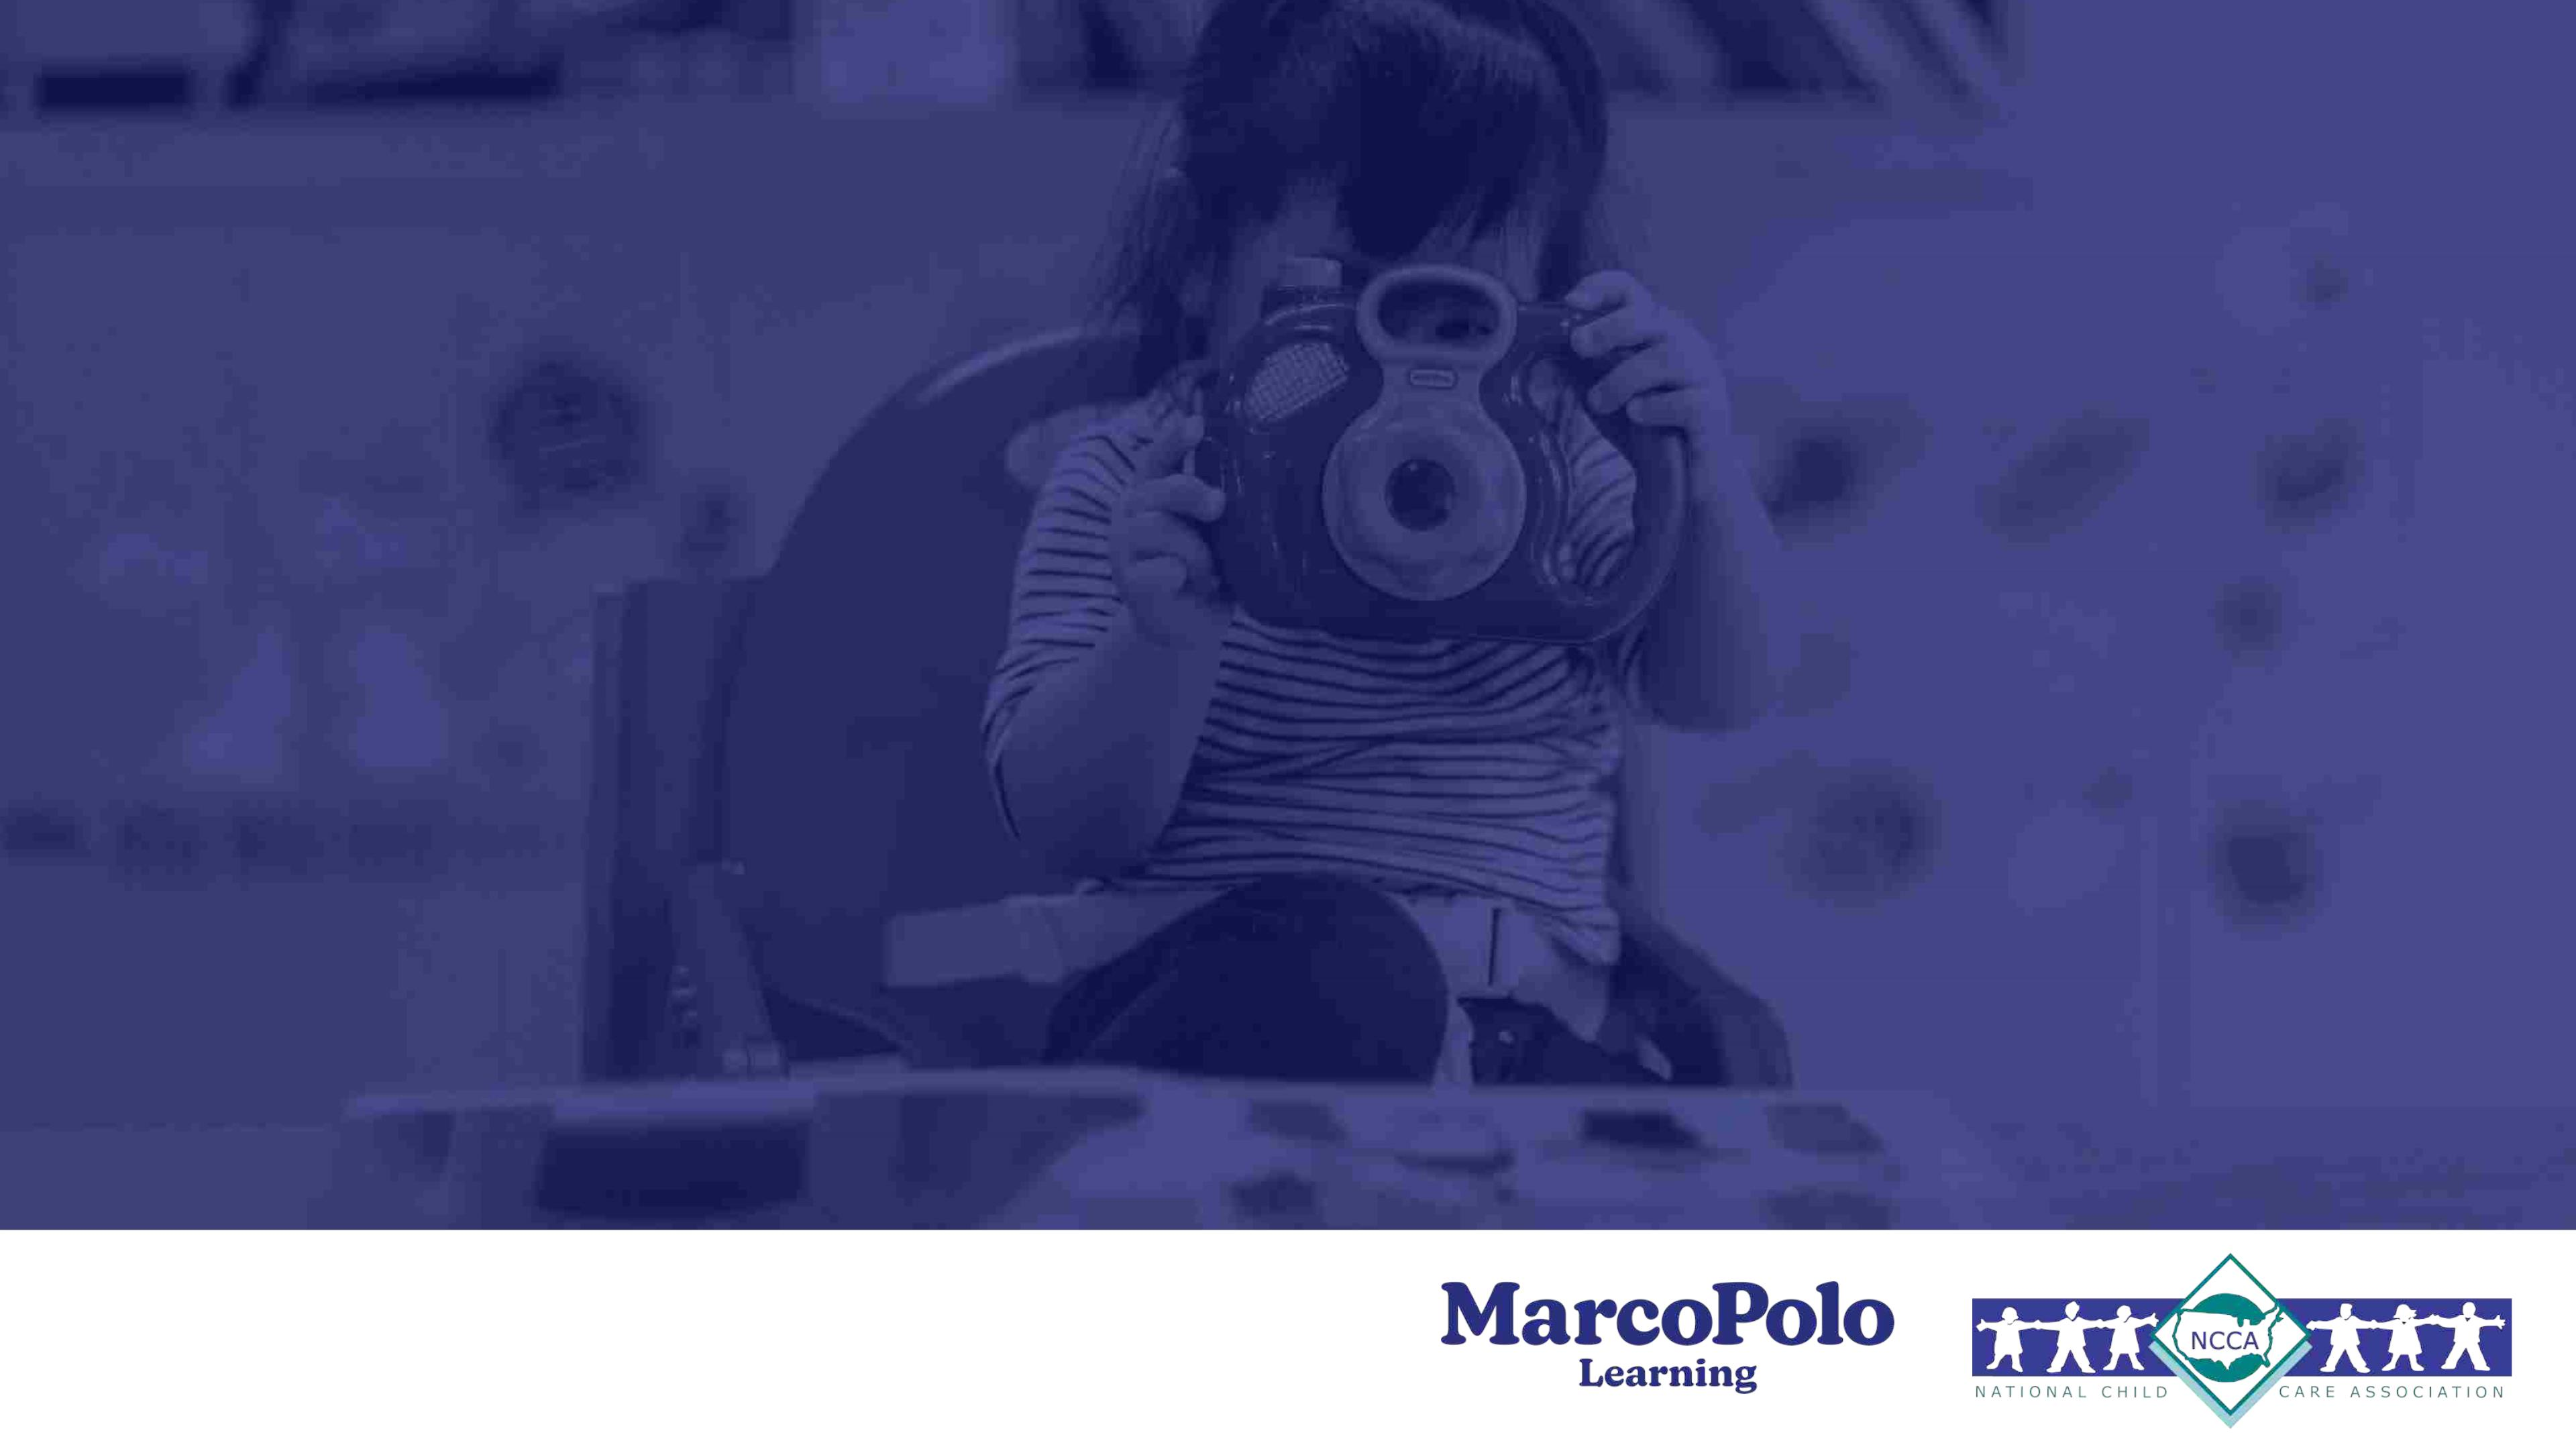 MarcoPolo
Learning
NCCA
NATIONAL CHILD CARE ASSOCIATION